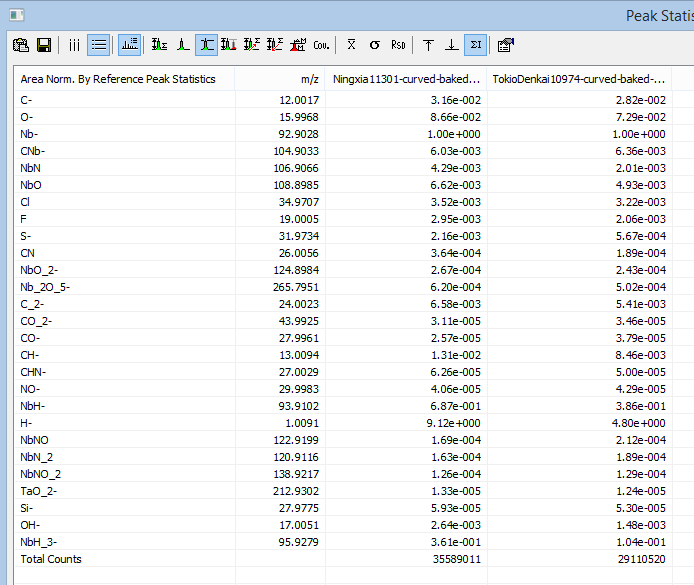 Peak Statis
Cou. x̄ σ RSD ΣI
Area Norm. By Reference Peak Statistics m/z Ningxia11301-curved-baked... TokioDenkai10974-curved-baked-...
C- 12.0017 3.16e-002 2.82e-002
O- 15.9968 8.66e-002 7.29e-002
Nb- 92.9028 1.00e+000 1.00e+000
CNb- 104.9033 6.03e-003 6.36e-003
NbN 106.9066 4.29e-003 2.01e-003
NbO 108.8985 6.62e-003 4.93e-003
Cl 34.9707 3.52e-003 3.22e-003
F 19.0005 2.95e-003 2.06e-003
S- 31.9734 2.16e-003 5.67e-004
CN 26.0056 3.64e-004 1.89e-004
NbO_2- 124.8984 2.67e-004 2.43e-004
Nb_2O_5- 265.7951 6.20e-004 5.02e-004
C_2- 24.0023 6.58e-003 5.41e-003
CO_2- 43.9925 3.11e-005 3.46e-005
CO- 27.9961 2.57e-005 3.79e-005
CH- 13.0094 1.31e-002 8.46e-003
CHN- 27.0029 6.26e-005 5.00e-005
NO- 29.9983 4.06e-005 4.29e-005
NbH- 93.9102 6.87e-001 3.86e-001
H- 1.0091 9.12e+000 4.80e+000
NbNO 122.9199 1.69e-004 2.12e-004
NbN_2 120.9116 1.63e-004 1.89e-004
NbNO_2 138.9217 1.26e-004 1.29e-004
TaO_2- 212.9302 1.33e-005 1.24e-005
Si- 27.9775 5.93e-005 5.30e-005
OH- 17.0051 2.64e-003 1.48e-003
NbH_3- 95.9279 3.61e-001 1.04e-001
Total Counts 35589011 29110520